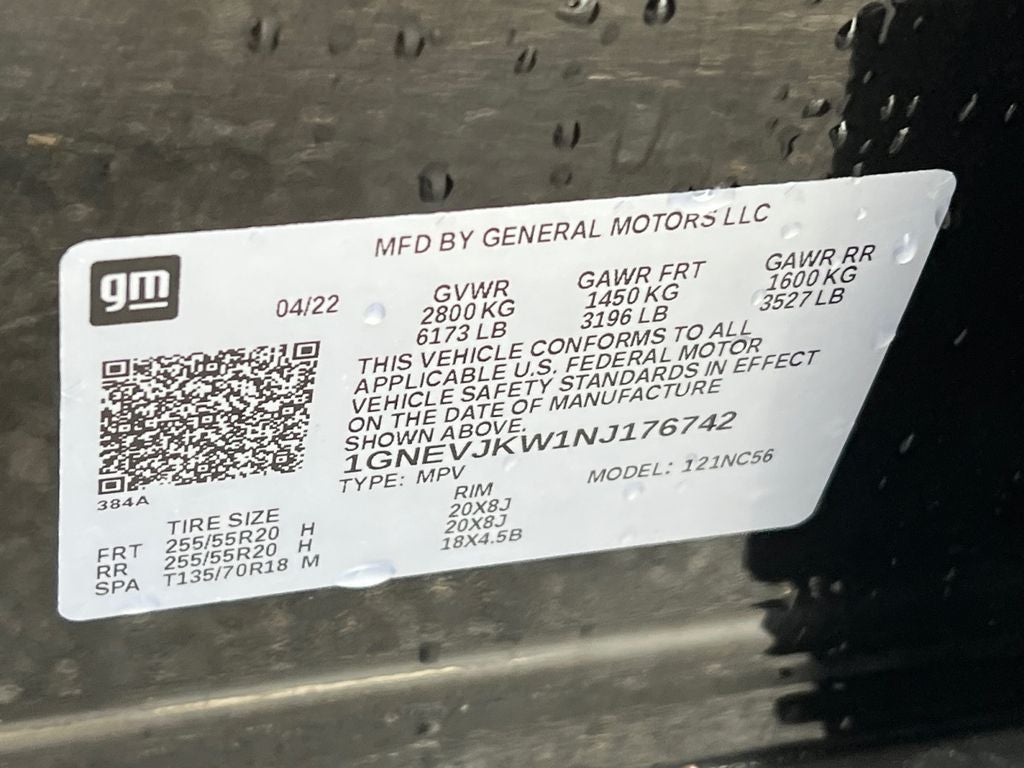 MFD BY GENERAL MOTORS LLC
gm
04/22
GVWR GAWR FRT GAWR RR
2800 KG 1450 KG 1600 KG
6173 LB 3196 LB 3527 LB
THIS VEHICLE CONFORMS TO ALL
APPLICABLE U.S. FEDERAL MOTOR
VEHICLE SAFETY STANDARDS IN EFFECT
ON THE DATE OF MANUFACTURE
SHOWN ABOVE.
1GNEVJKW1NJ176742
TYPE: MPV MODEL: 121NC56
384A
TIRE SIZE RIM
FRT 255/55R20 H 20X8J
RR 255/55R20 H 20X8J
SPA T135/70R18 M 18X4.5B